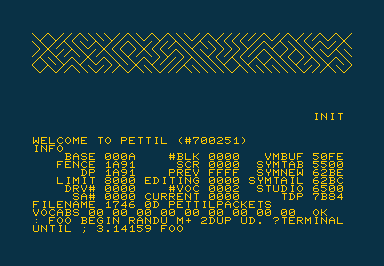 INIT
WELCOME TO PETTIL (#700251)
INFO
BASE 000A #BLK 0000 VMBUF 50FE
FENCE 1A91 SCR 0000 SYMTAB 5500
DP 1A91 PREV FFFF SYMNEW 62BE
LIMIT 8000 EDITING 0000 SYMTAIL 62BC
DRV# 0000 #VOC 0002 STUDIO 6500
SA# 0000 CURRENT 0000 TDP 7B84
FILENAME 1746 0D PETTILPACKETS
VOCABS 00 00 00 00 00 00 00 00 00 OK
: FOO BEGIN RANDU M+ 2DUP UD. ?TERMINAL
UNTIL ; 3.14159 FOO